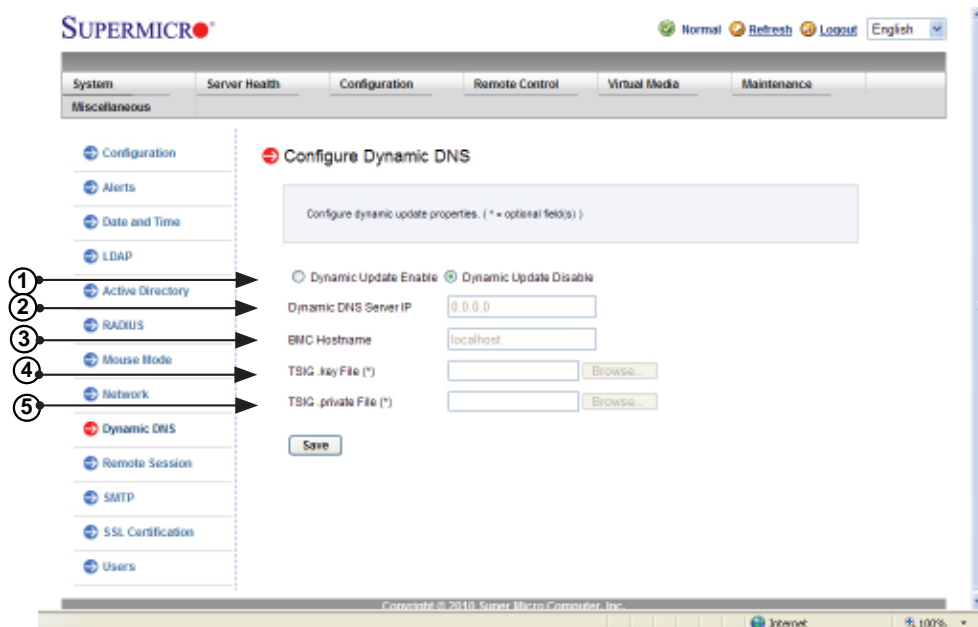 SUPERMICRO
Normal Refresh Logout English
System Server Health Configuration Remote Control Virtual Media Maintenance
Miscellaneous
Configuration
Alerts
Date and Time
LDAP
Active Directory
RADIUS
Mouse Mode
Network
Dynamic DNS
Remote Session
SMTP
SSL Certification
Users
Configure Dynamic DNS
Configure dynamic update properties. ( * = optional field(s) )
1 Dynamic Update Enable Dynamic Update Disable
2 Dynamic DNS Server IP 0.0.0.0
3 BMC Hostname localhost
4 TSIG .key File (*) Browse...
5 TSIG .private File (*) Browse...
Save
Copyright © 2010 Super Micro Computer, Inc.
Internet 100%